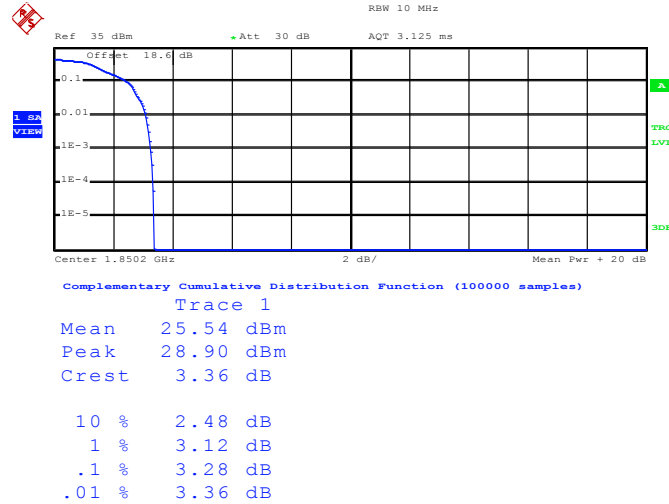 RBW 10 MHz
Ref 35 dBm * Att 30 dB AQT 3.125 ms
Offset 18.6 dB
0.1
A
0.01
1 SA
VIEW
TRG
LVL
1E-3
1E-4
1E-5
3DB
Center 1.8502 GHz 2 dB/ Mean Pwr + 20 dB
Complementary Cumulative Distribution Function (100000 samples)
Trace 1
Mean 25.54 dBm
Peak 28.90 dBm
Crest 3.36 dB
10 % 2.48 dB
1 % 3.12 dB
.1 % 3.28 dB
.01 % 3.36 dB